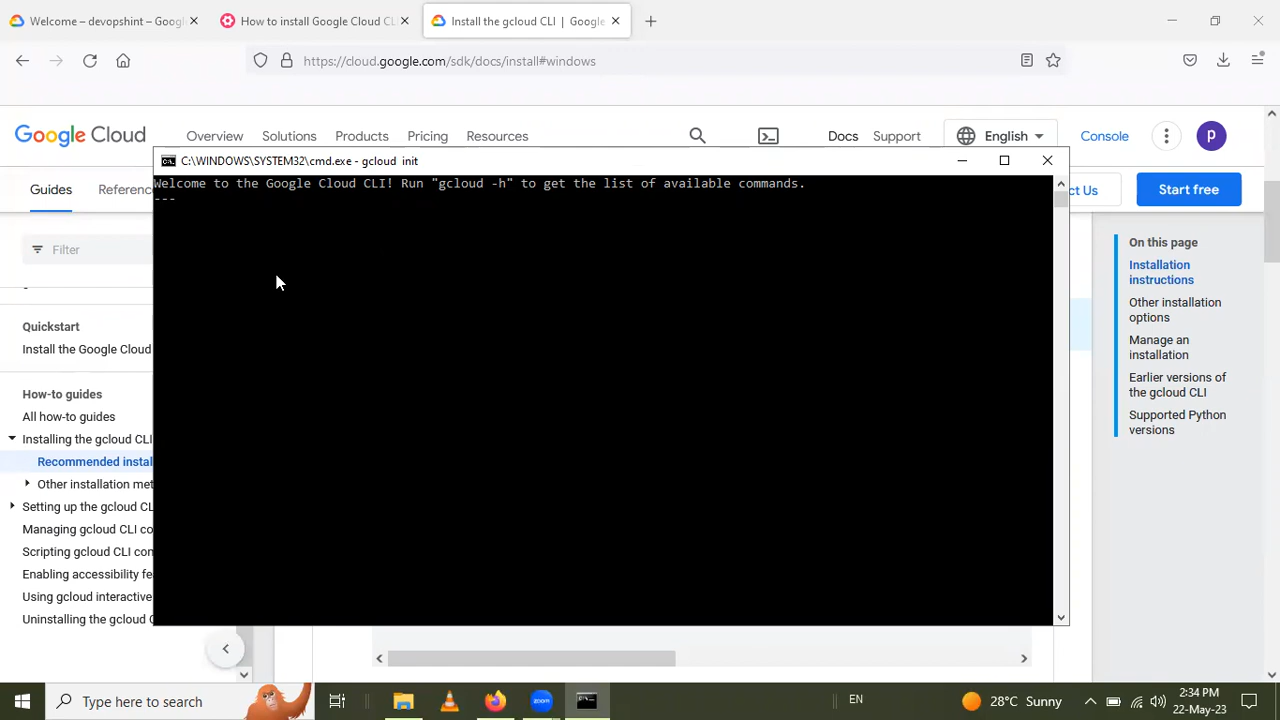 Welcome – devopshint – Googl
How to install Google Cloud CL
Install the gcloud CLI | Google
https://cloud.google.com/sdk/docs/install#windows
Google Cloud
Overview
Solutions
Products
Pricing
Resources
Docs
Support
English
Console
p
C:\WINDOWS\SYSTEM32\cmd.exe - gcloud init
Guides
Referenc
ct Us
Start free
Welcome to the Google Cloud CLI! Run "gcloud -h" to get the list of available commands.
---
Filter
Quickstart
Install the Google Cloud
How-to guides
All how-to guides
Installing the gcloud CLI
Recommended instal
Other installation met
Setting up the gcloud CL
Managing gcloud CLI co
Scripting gcloud CLI con
Enabling accessibility fe
Using gcloud interactive
Uninstalling the gcloud C
On this page
Installation
instructions
Other installation
options
Manage an
installation
Earlier versions of
the gcloud CLI
Supported Python
versions
Type here to search
zoom
EN
28°C Sunny
2:34 PM
22-May-23